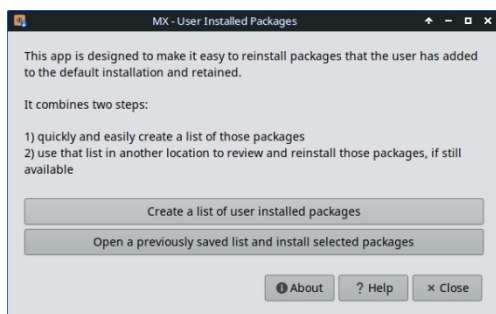 MX - User Installed Packages
This app is designed to make it easy to reinstall packages that the user has added
to the default installation and retained.
It combines two steps:
1) quickly and easily create a list of those packages
2) use that list in another location to review and reinstall those packages, if still
available
Create a list of user installed packages
Open a previously saved list and install selected packages
About
? Help
× Close